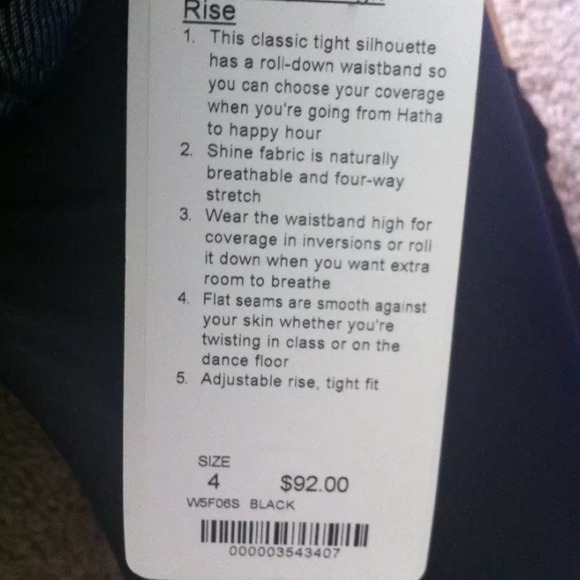 Rise
1. This classic tight silhouette
has a roll-down waistband so
you can choose your coverage
when you're going from Hatha
to happy hour
2. Shine fabric is naturally
breathable and four-way
stretch
3. Wear the waistband high for
coverage in inversions or roll
it down when you want extra
room to breathe
4. Flat seams are smooth against
your skin whether you're
twisting in class or on the
dance floor
5. Adjustable rise, tight fit
SIZE
4 $92.00
W5F06S BLACK
000003543407